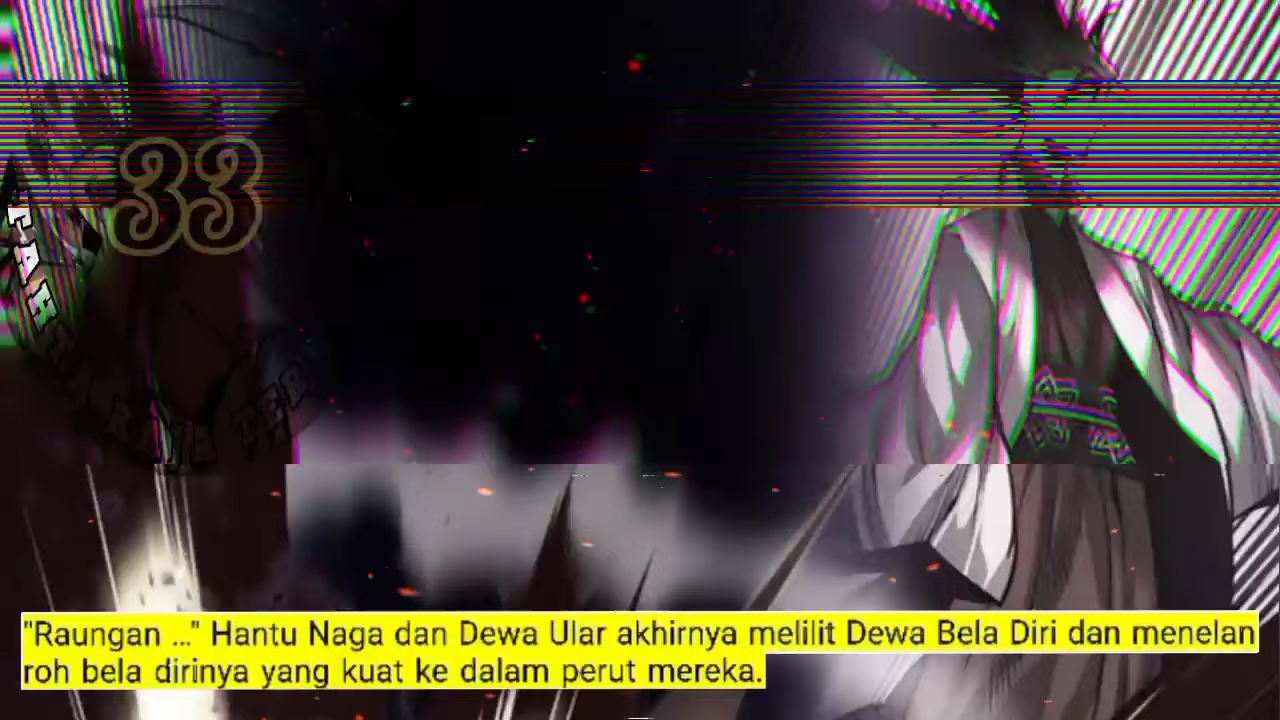 33
"Raungan ..." Hantu Naga dan Dewa Ular akhirnya melilit Dewa Bela Diri dan menelan
roh bela dirinya yang kuat ke dalam perut mereka.